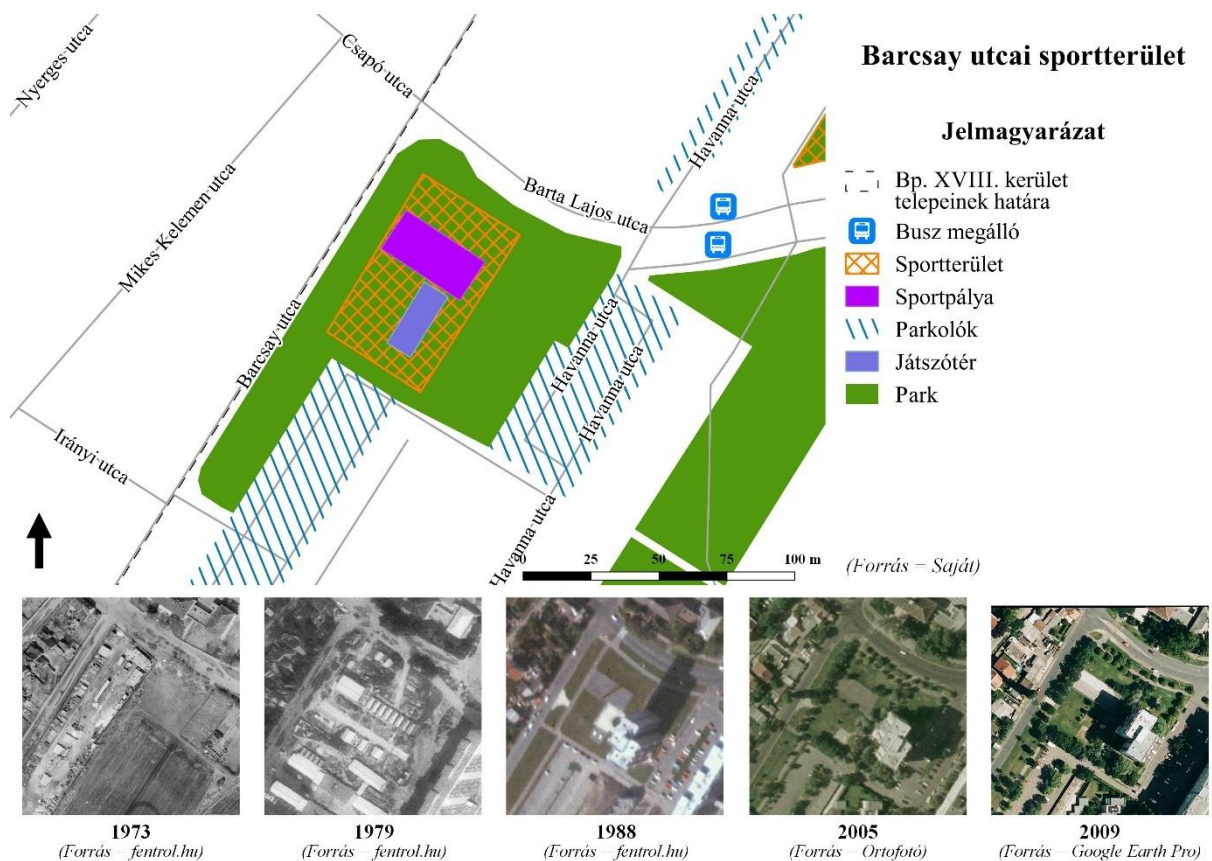 Barcsay utcai sportterület
Jelmagyarázat
Bp. XVIII. kerület
telepeinek határa
Busz megálló
Sportterület
Sportpálya
Parkolók
Játszótér
Park
Nyerges utca
Csapó utca
Mikes Kelemen utca
Barcsay utca
Irányi utca
Barta Lajos utca
Havanna utca
Havanna utca
Havanna utca
Havanna utca
0 25 50 75 100 m
(Forrás = Saját)
1973
(Forrás – fentrol.hu)
1979
(Forrás – fentrol.hu)
1988
(Forrás – fentrol.hu)
2005
(Forrás – Ortofotó)
2009
(Forrás – Google Earth Pro)